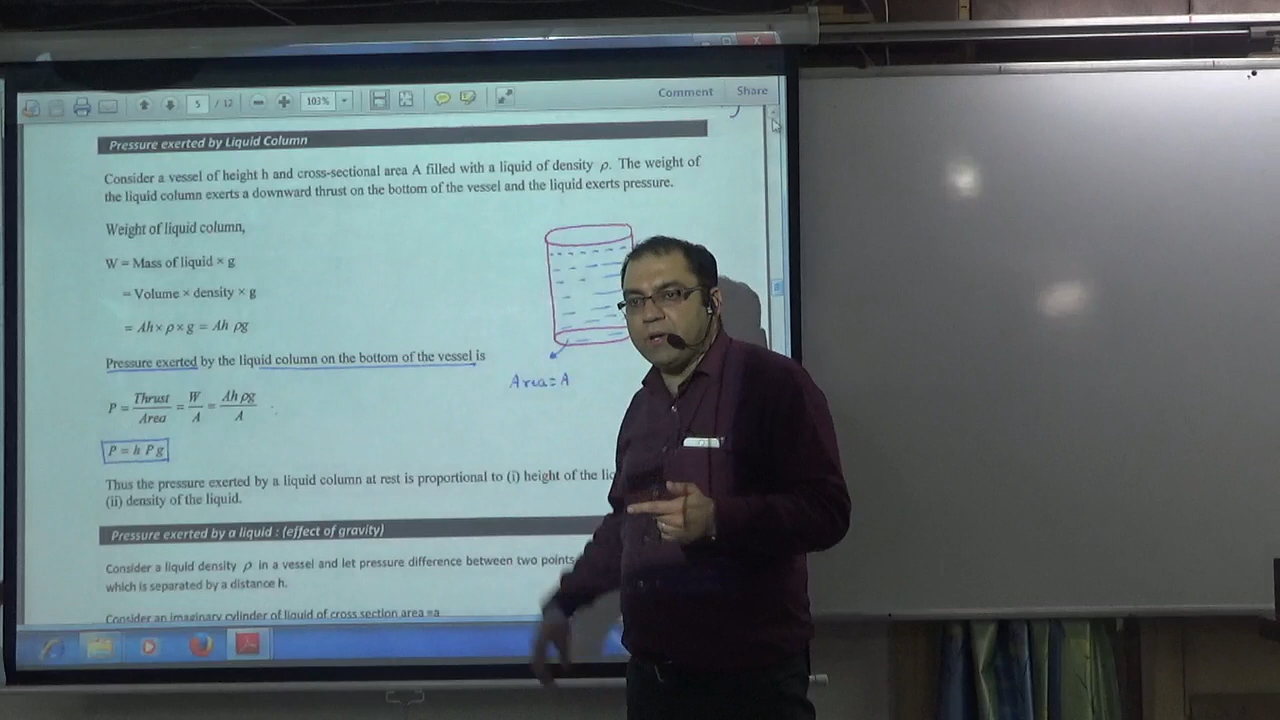 5 / 12 103% Comment Share
Pressure exerted by Liquid Column
Consider a vessel of height h and cross-sectional area A filled with a liquid of density ρ. The weight of
the liquid column exerts a downward thrust on the bottom of the vessel and the liquid exerts pressure.
Weight of liquid column,
W = Mass of liquid × g
= Volume × density × g
= Ah × ρ × g = Ah ρg
Pressure exerted by the liquid column on the bottom of the vessel is
Area = A
P = Thrust/Area = W/A = Ah ρg/A
P = h P g
Thus the pressure exerted by a liquid column at rest is proportional to (i) height of the
(ii) density of the liquid.
Pressure exerted by a liquid : (effect of gravity)
Consider a liquid density ρ in a vessel and let pressure difference between two points
which is separated by a distance h.
Consider an imaginary cylinder of liquid of cross section area =a